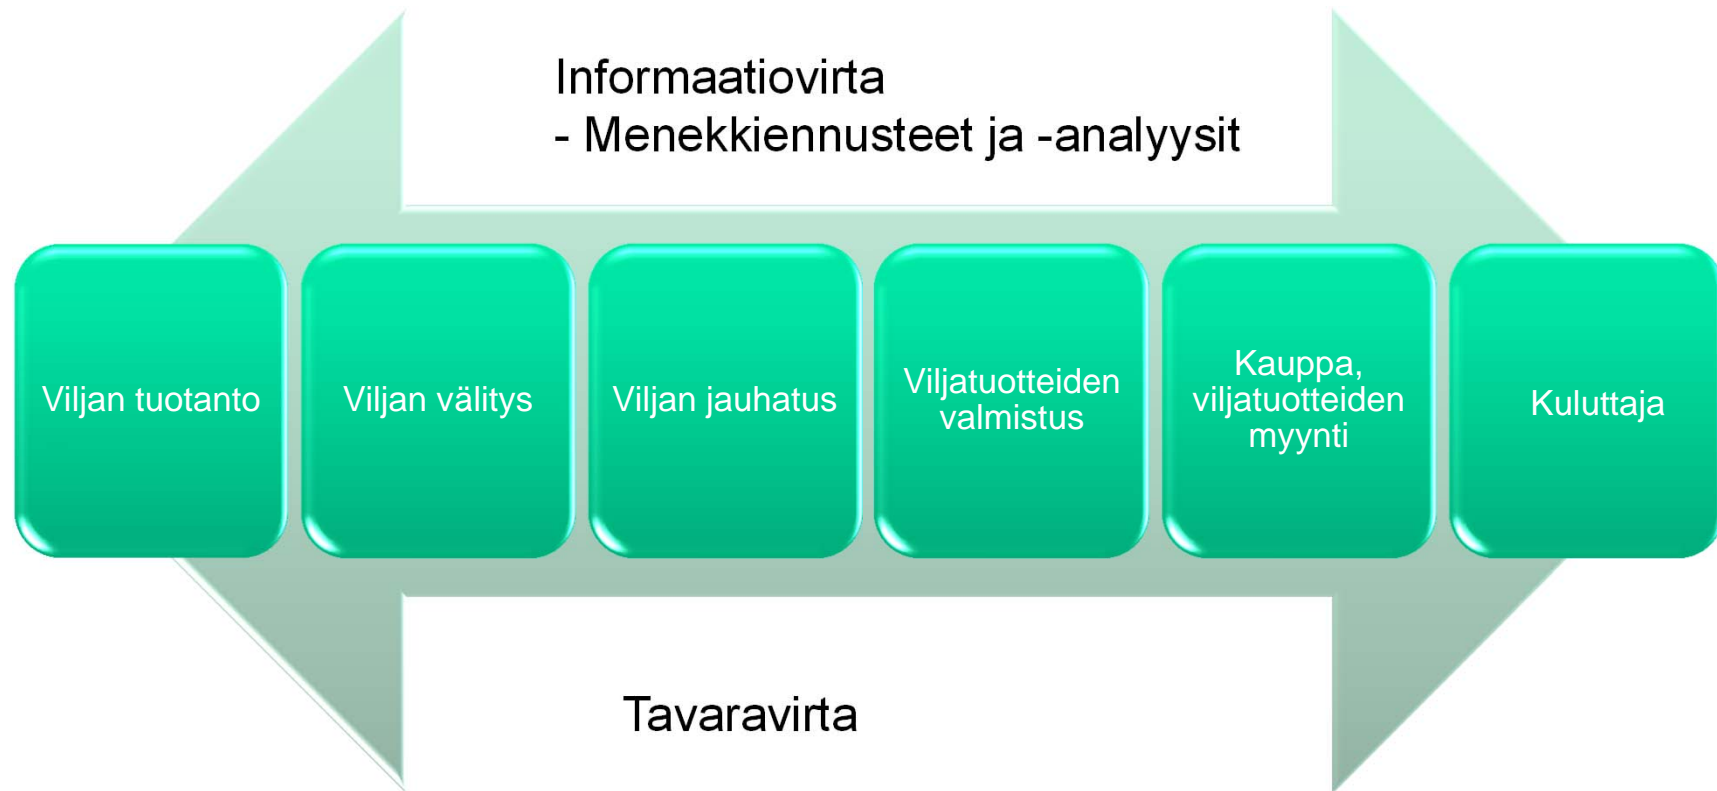 Informaatiovirta
- Menekkiennusteet ja -analyysit
Viljan tuotanto
Viljan välitys
Viljan jauhatus
Viljatuotteiden
valmistus
Kauppa,
viljatuotteiden
myynti
Kuluttaja
Tavaravirta